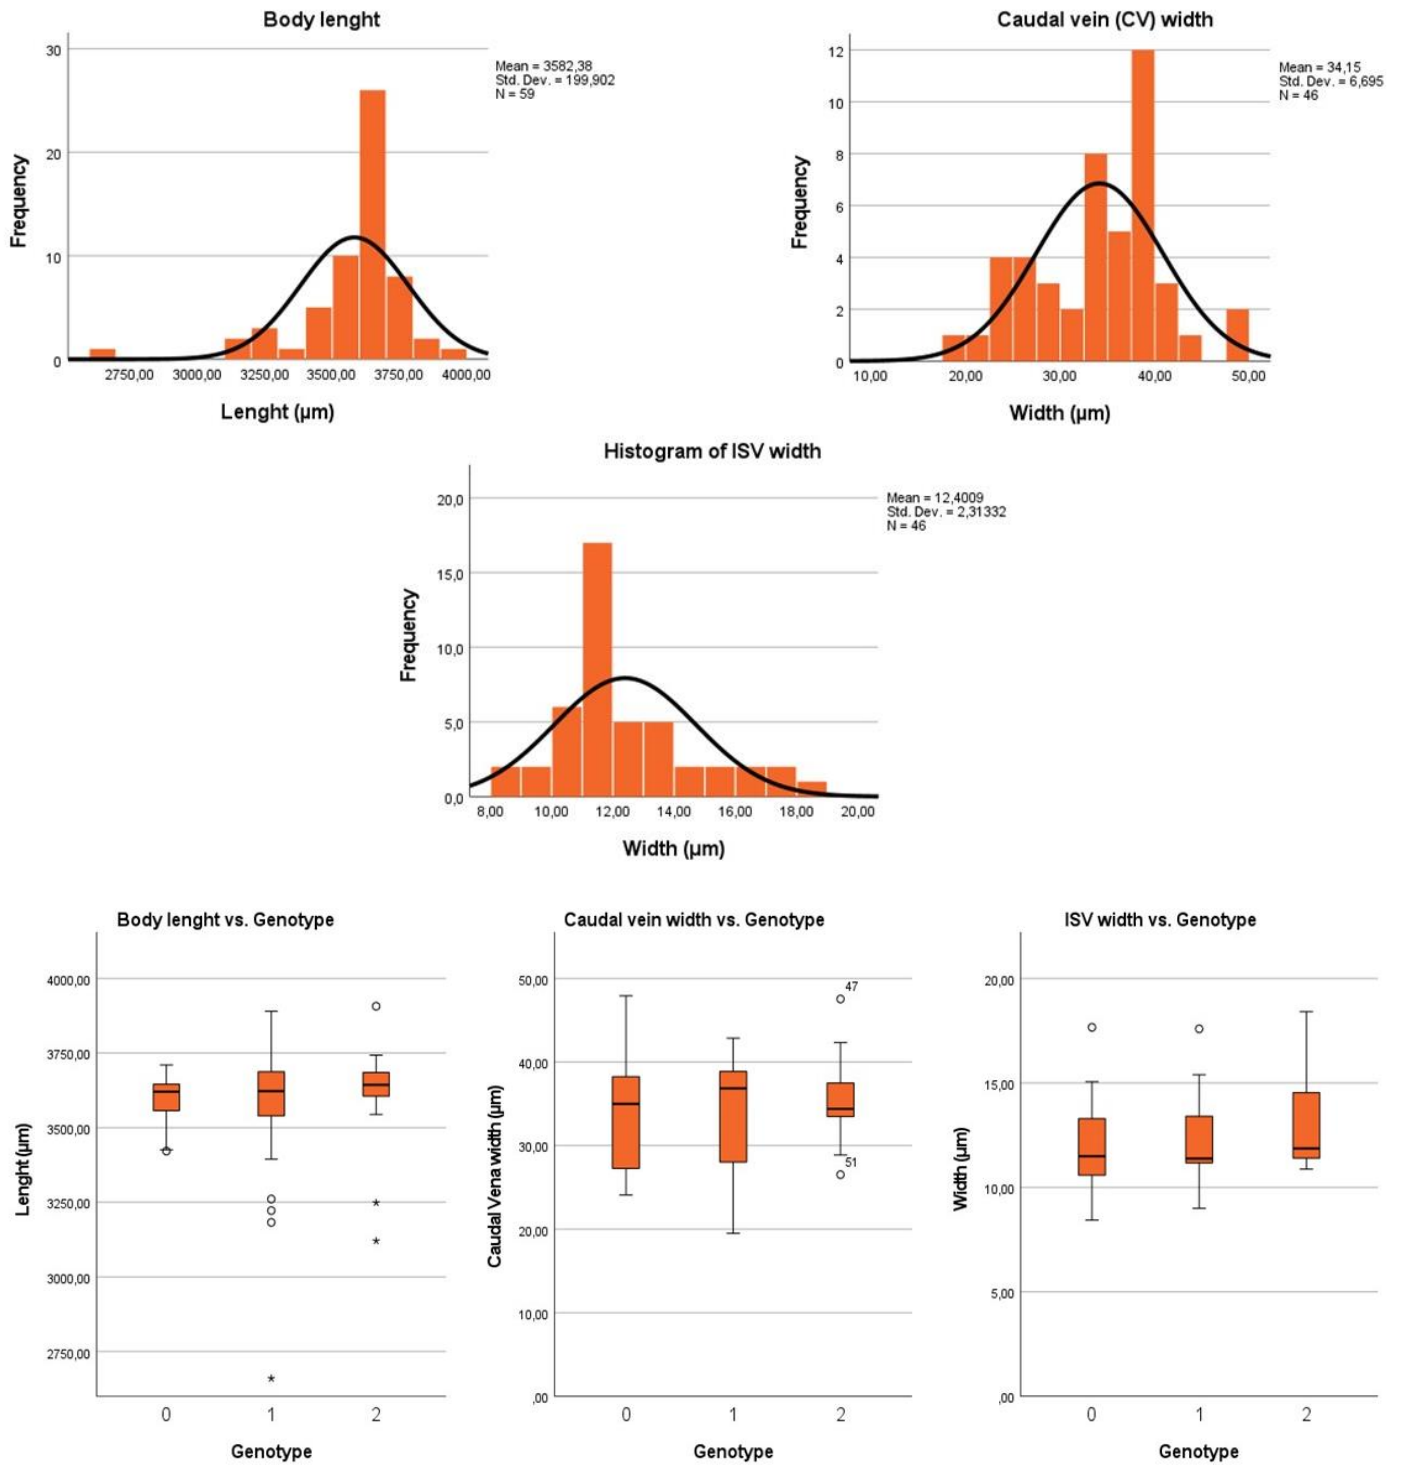 Body lenght
30
20
10
0
Frequency
2750,00 3000,00 3250,00 3500,00 3750,00 4000,00
Lenght (µm)
Mean = 3582,38
Std. Dev. = 199,902
N = 59
Caudal vein (CV) width
12
10
8
6
4
2
0
Frequency
10,00 20,00 30,00 40,00 50,00
Width (µm)
Mean = 34,15
Std. Dev. = 6,695
N = 46
Histogram of ISV width
20,0
15,0
10,0
5,0
0,0
Frequency
8,00 10,00 12,00 14,00 16,00 18,00 20,00
Width (µm)
Mean = 12,4009
Std. Dev. = 2,31332
N = 46
Body lenght vs. Genotype
4000,00
3750,00
3500,00
3250,00
3000,00
2750,00
Lenght (µm)
0 1 2
Genotype
Caudal vein width vs. Genotype
50,00
40,00
30,00
20,00
10,00
,00
Caudal Vena width (µm)
47
51
0 1 2
Genotype
ISV width vs. Genotype
20,00
15,00
10,00
5,00
,00
Width (µm)
0 1 2
Genotype